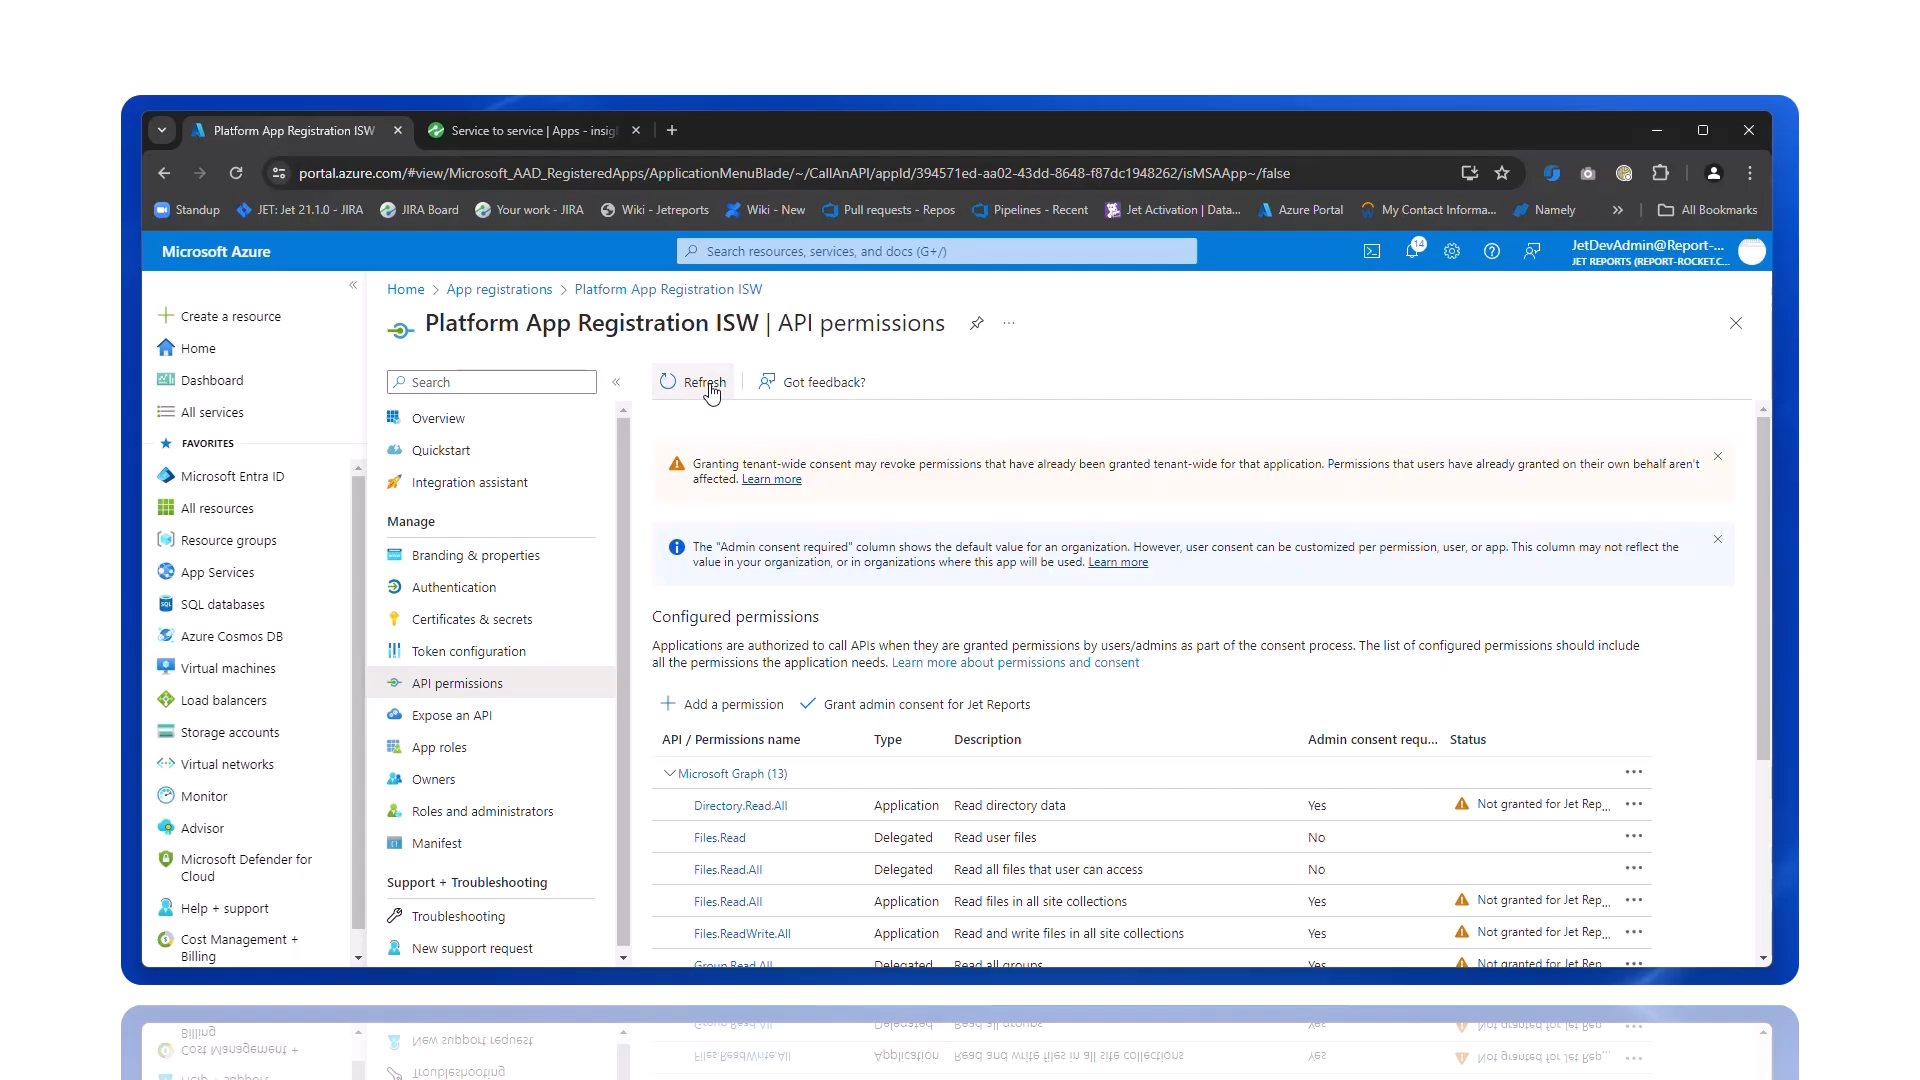 Platform App Registration ISW
Service to service | Apps - insig
portal.azure.com/#view/Microsoft_AAD_RegisteredApps/ApplicationMenuBlade/~/CallAnAPI/appId/394571ed-aa02-43dd-8648-f87dc1948262/isMSAApp~/false
Standup
JET: Jet 21.1.0 - JIRA
JIRA Board
Your work - JIRA
Wiki - Jetreports
Wiki - New
Pull requests - Repos
Pipelines - Recent
Jet Activation | Data...
Azure Portal
My Contact Informa...
Namely
All Bookmarks
Microsoft Azure
Search resources, services, and docs (G+/)
14
JetDevAdmin@Report-...
JET REPORTS (REPORT-ROCKET.C...
Create a resource
Home
Dashboard
All services
FAVORITES
Microsoft Entra ID
All resources
Resource groups
App Services
SQL databases
Azure Cosmos DB
Virtual machines
Load balancers
Storage accounts
Virtual networks
Monitor
Advisor
Microsoft Defender for
Cloud
Help + support
Cost Management +
Billing
Home > App registrations > Platform App Registration ISW
Platform App Registration ISW | API permissions
Search
Overview
Quickstart
Integration assistant
Manage
Branding & properties
Authentication
Certificates & secrets
Token configuration
API permissions
Expose an API
App roles
Owners
Roles and administrators
Manifest
Support + Troubleshooting
Troubleshooting
New support request
Refresh
Got feedback?
Granting tenant-wide consent may revoke permissions that have already been granted tenant-wide for that application. Permissions that users have already granted on their own behalf aren't
affected. Learn more
The "Admin consent required" column shows the default value for an organization. However, user consent can be customized per permission, user, or app. This column may not reflect the
value in your organization, or in organizations where this app will be used. Learn more
Configured permissions
Applications are authorized to call APIs when they are granted permissions by users/admins as part of the consent process. The list of configured permissions should include
all the permissions the application needs. Learn more about permissions and consent
Add a permission
Grant admin consent for Jet Reports
API / Permissions name Type Description Admin consent requ... Status
Microsoft Graph (13)
Directory.Read.All Application Read directory data Yes Not granted for Jet Rep...
Files.Read Delegated Read user files No
Files.Read.All Delegated Read all files that user can access No
Files.Read.All Application Read files in all site collections Yes Not granted for Jet Rep...
Files.ReadWrite.All Application Read and write files in all site collections Yes Not granted for Jet Rep...
Group.Read.All Delegated Read all groups Yes Not granted for Jet Rep...